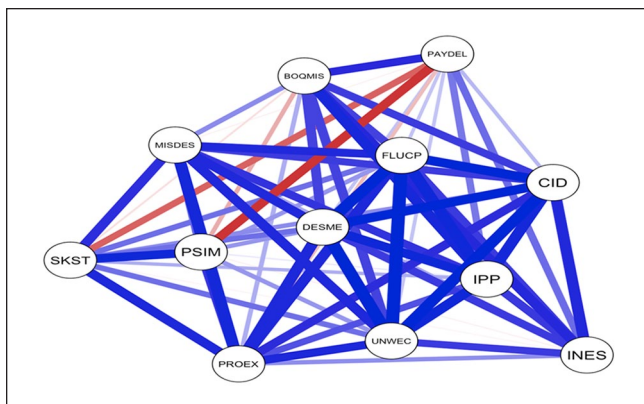 PAYDEL
BOQMIS
MISDES
FLUCP
CID
DESME
SKST
PSIM
IPP
UNWEC
INES
PROEX